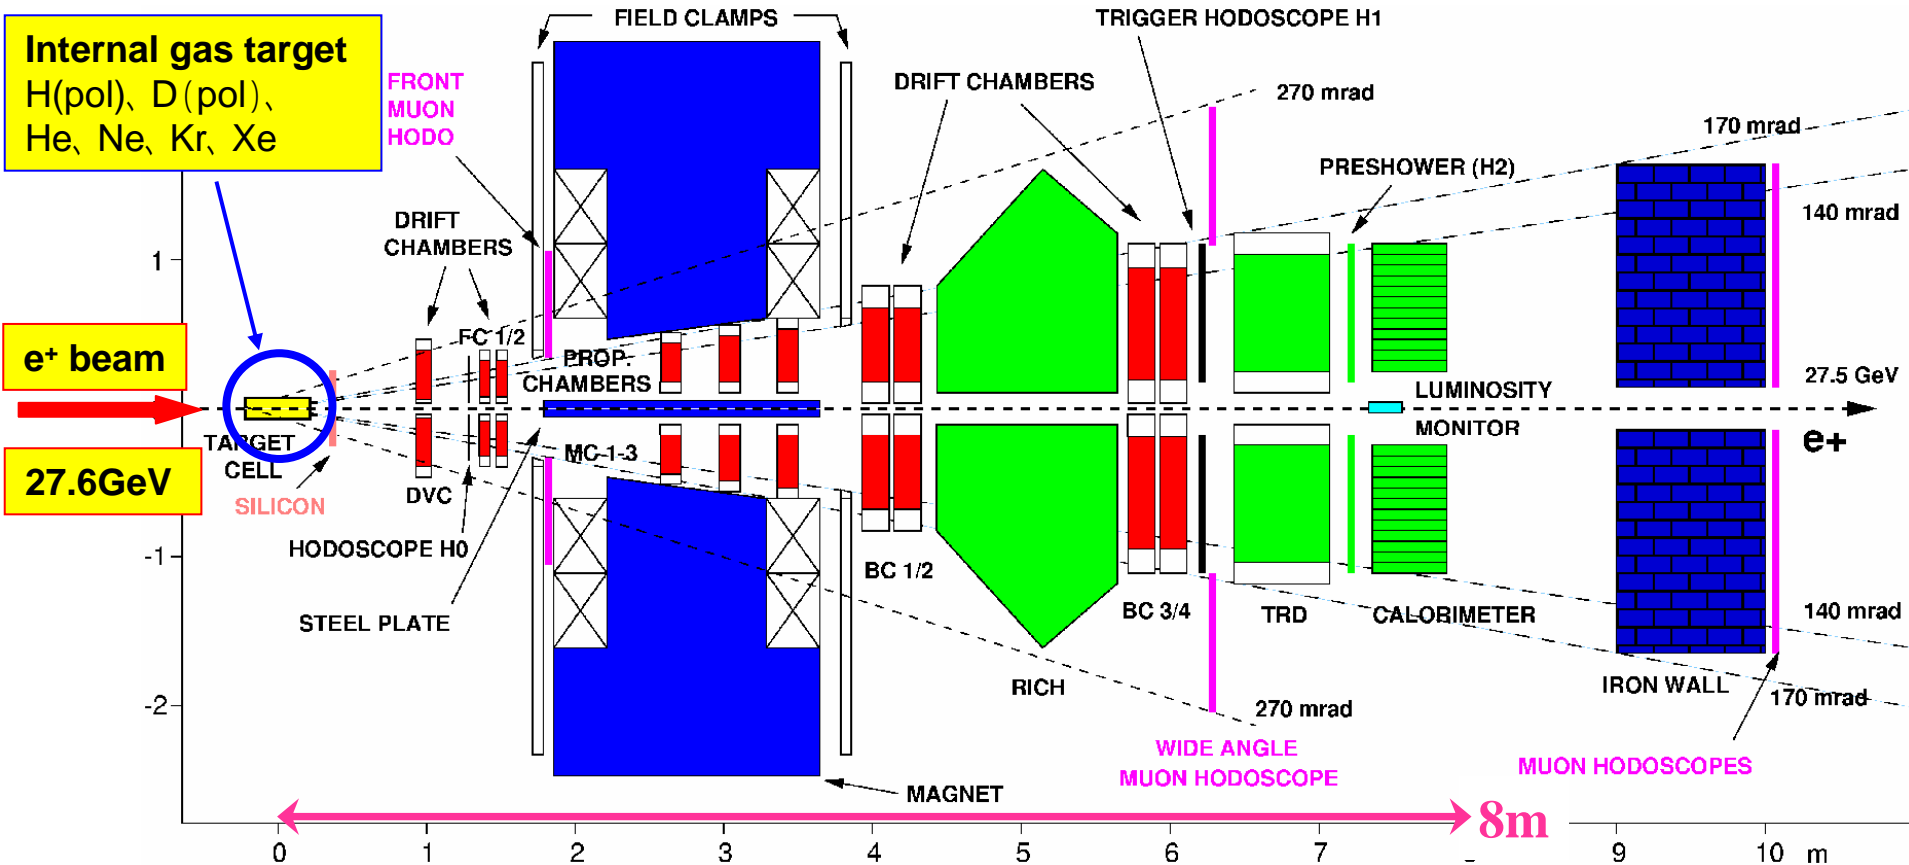 Internal gas target
H(pol)、D(pol)、
He、Ne、Kr、Xe
FIELD CLAMPS
TRIGGER HODOSCOPE H1
FRONT
MUON
HODO
DRIFT CHAMBERS
270 mrad
170 mrad
PRESHOWER (H2)
140 mrad
DRIFT
CHAMBERS
1
FC 1/2
e+ beam
PROP.
CHAMBERS
27.5 GeV
LUMINOSITY
MONITOR
e+
TARGET
CELL
MC-1-3
27.6GeV
SILICON
DVC
HODOSCOPE H0
-1
BC 1/2
STEEL PLATE
BC 3/4
TRD
CALORIMETER
140 mrad
RICH
IRON WALL
170 mrad
-2
270 mrad
WIDE ANGLE
MUON HODOSCOPE
MUON HODOSCOPES
MAGNET
8m
0 1 2 3 4 5 6 7 9 10 m